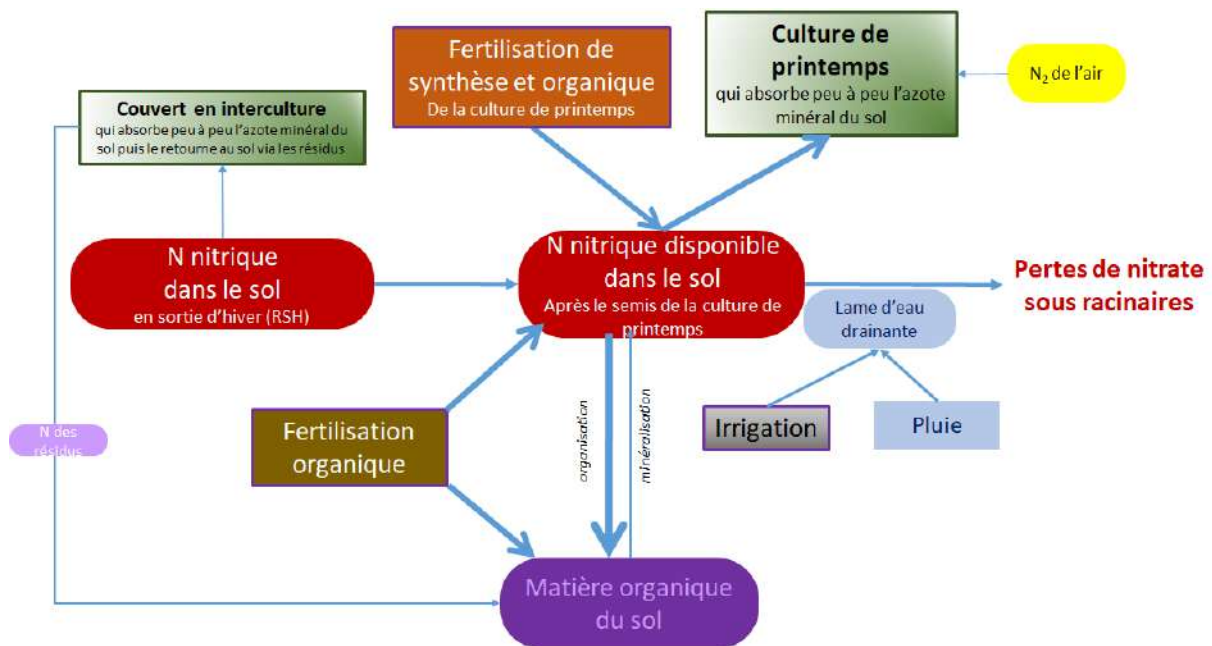 Fertilisation de
synthèse et organique
De la culture de printemps
Culture de
printemps
qui absorbe peu à peu l'azote
minéral du sol
N₂ de l'air
Couvert en interculture
qui absorbe peu à peu l'azote minéral du
sol puis le retourne au sol via les résidus
N nitrique
dans le sol
en sortie d'hiver (RSH)
N nitrique disponible
dans le sol
Après le semis de la culture de
printemps
Pertes de nitrate
sous racinaires
Lame d'eau
drainante
Irrigation
Pluie
Fertilisation
organique
organisation
minéralisation
N des
résidus
Matière organique
du sol